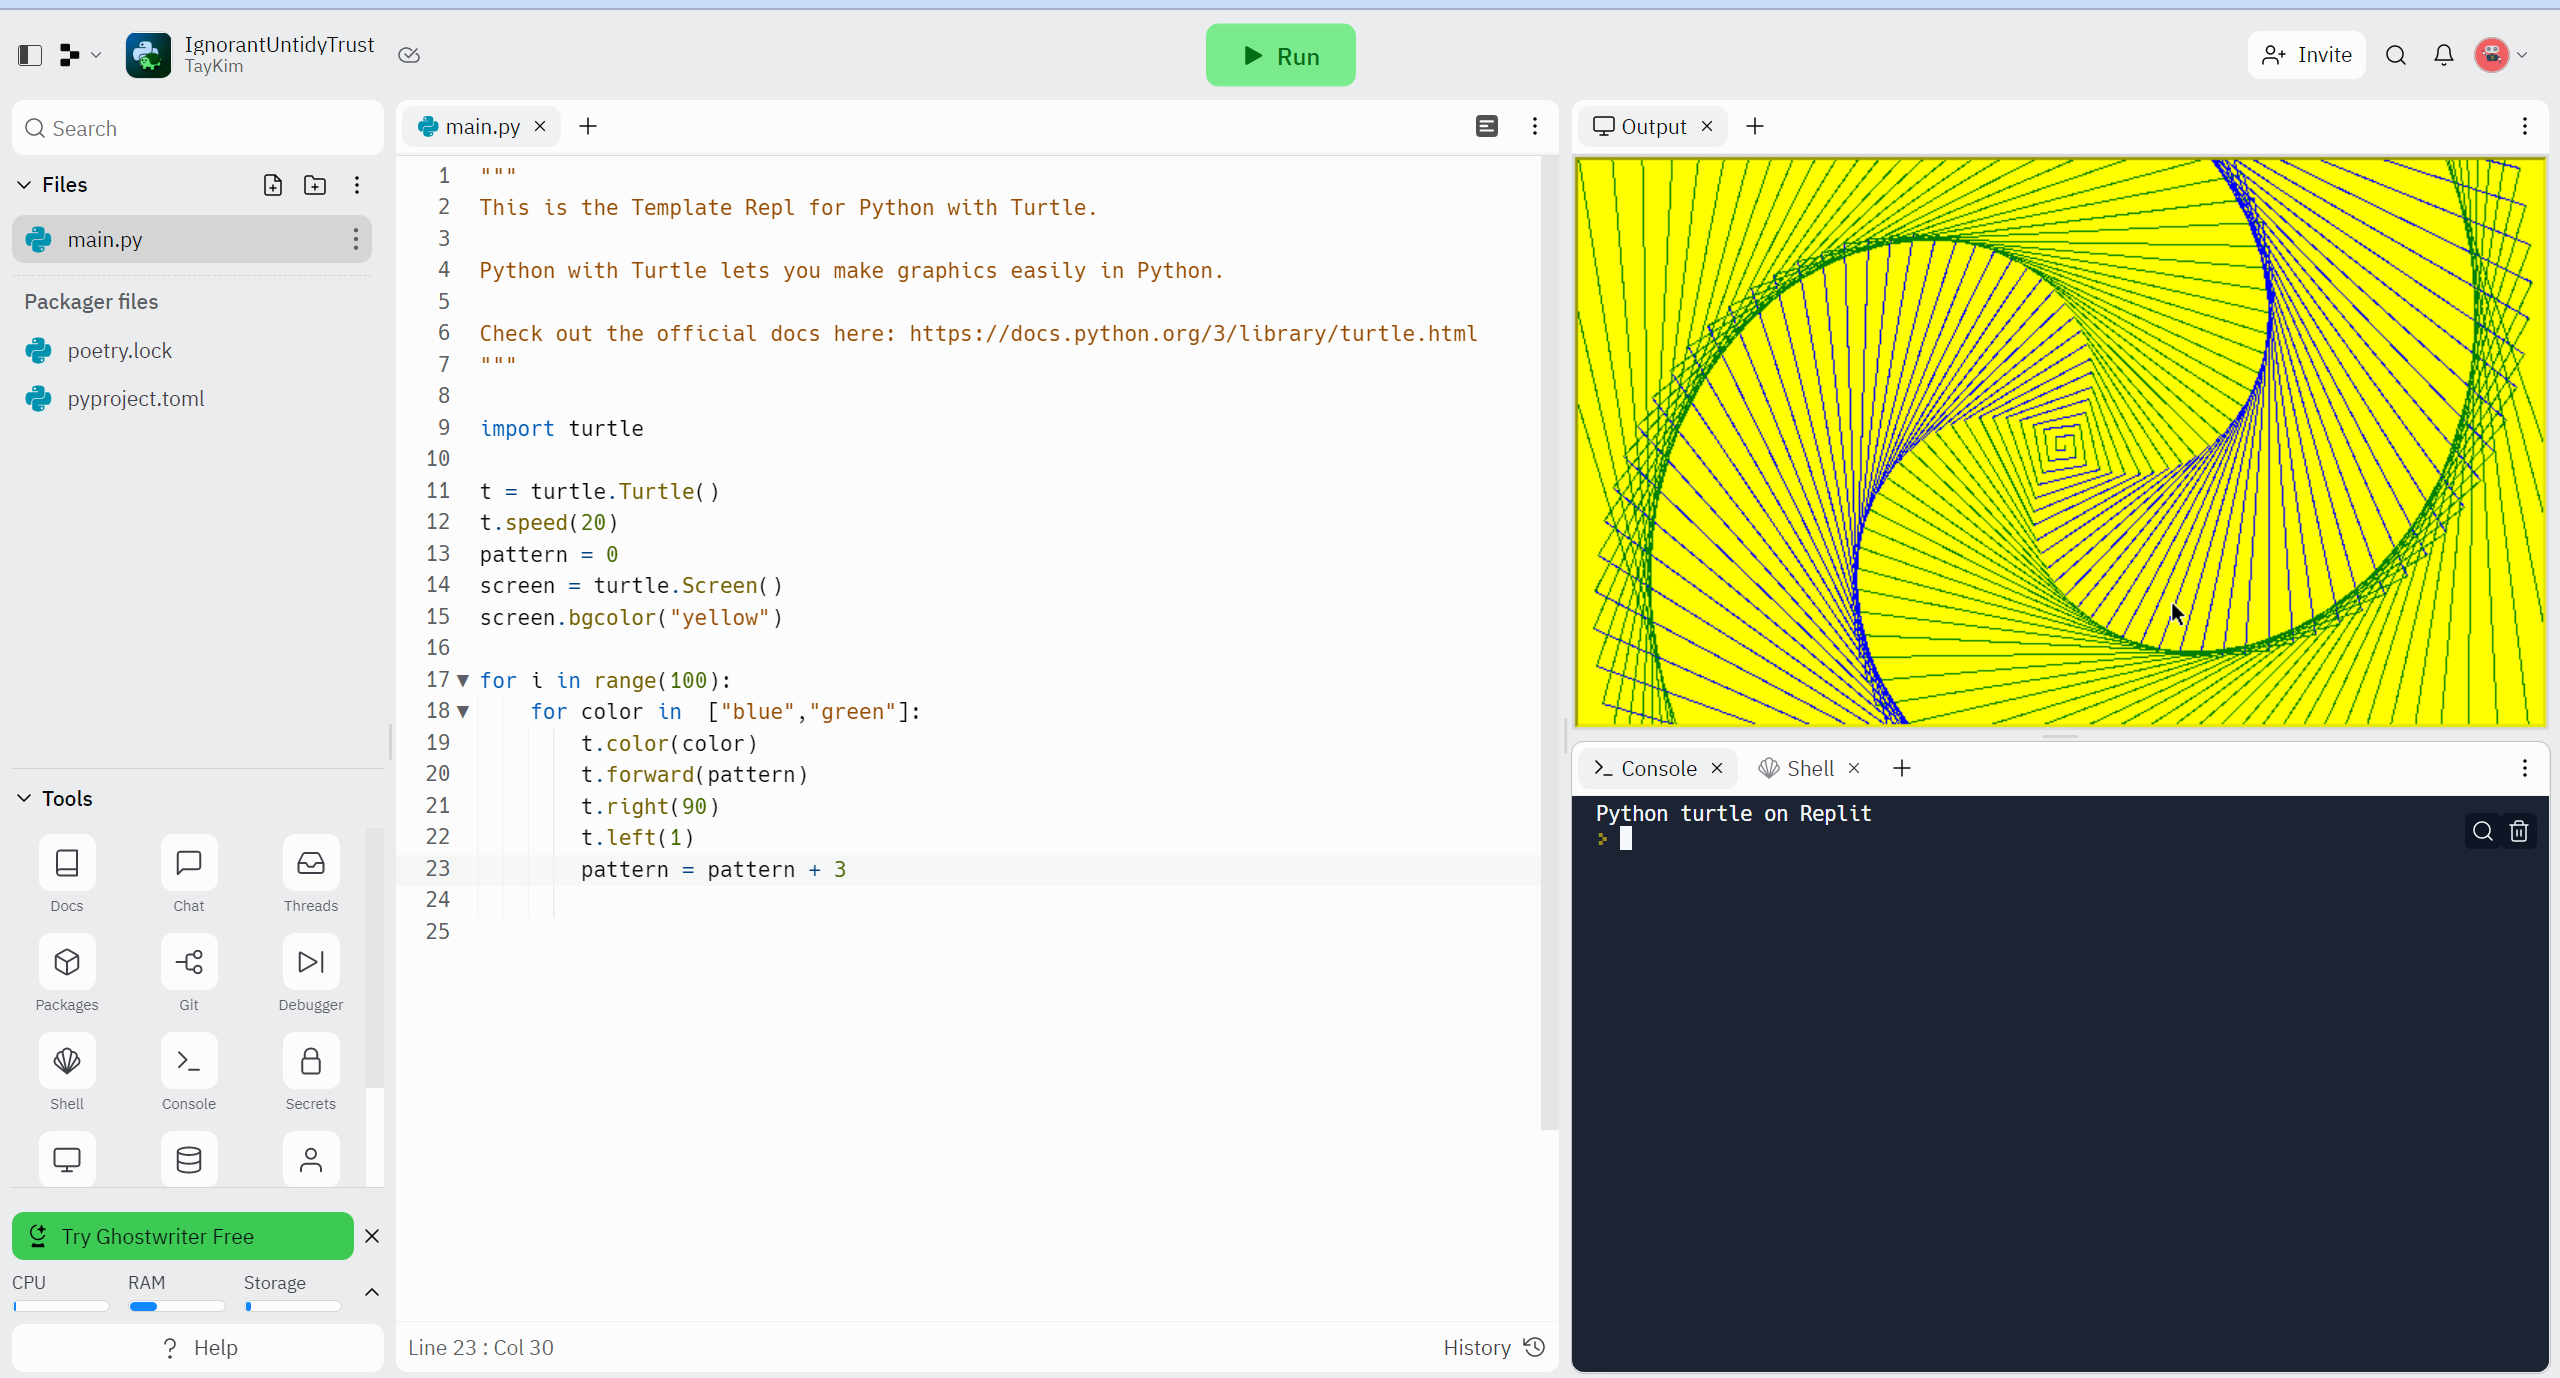 IgnorantUntidyTrust
TayKim
Run
Invite
Search
Files
main.py
Packager files
poetry.lock
pyproject.toml
Tools
Docs
Chat
Threads
Packages
Git
Debugger
Shell
Console
Secrets
Try Ghostwriter Free
CPU
RAM
Storage
? Help
main.py
1 """
2 This is the Template Repl for Python with Turtle.
3
4 Python with Turtle lets you make graphics easily in Python.
5
6 Check out the official docs here: https://docs.python.org/3/library/turtle.html
7 """
8
9 import turtle
10
11 t = turtle.Turtle()
12 t.speed(20)
13 pattern = 0
14 screen = turtle.Screen()
15 screen.bgcolor("yellow")
16
17 for i in range(100):
18     for color in  ["blue","green"]:
19         t.color(color)
20         t.forward(pattern)
21         t.right(90)
22         t.left(1)
23         pattern = pattern + 3
24
25
Line 23 : Col 30
History
Output
Console
Shell
Python turtle on Replit